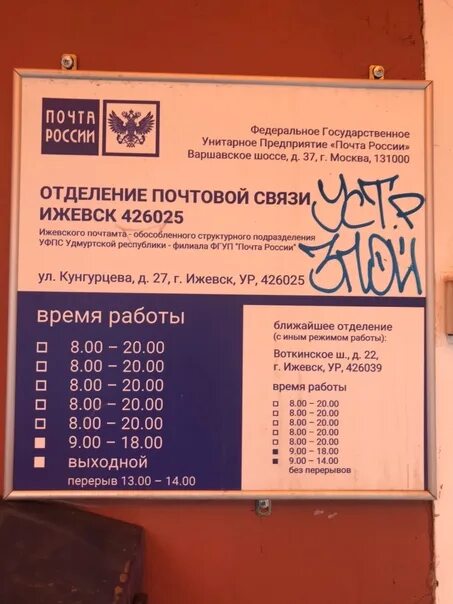 ПОЧТА
РОССИИ
Федеральное Государственное
Унитарное Предприятие «Почта России»
Варшавское шоссе, д. 37, г. Москва, 131000
ОТДЕЛЕНИЕ ПОЧТОВОЙ СВЯЗИ
ИЖЕВСК 426025
Ижевского почтамта - обособленного структурного подразделения
УФПС Удмуртской республики - филиала ФГУП "Почта России"
ул. Кунгурцева, д. 27, г. Ижевск, УР, 426025
УСТР
ЗЛОЙ
время работы
8.00 – 20.00
8.00 – 20.00
8.00 – 20.00
8.00 – 20.00
8.00 – 20.00
9.00 – 18.00
выходной
перерыв 13.00 – 14.00
ближайшее отделение
(с иным режимом работы):
Воткинское ш., д. 22,
г. Ижевск, УР, 426039
время работы
8.00 – 20.00
8.00 – 20.00
8.00 – 20.00
8.00 – 20.00
8.00 – 20.00
9.00 – 18.00
9.00 – 14.00
без перерывов